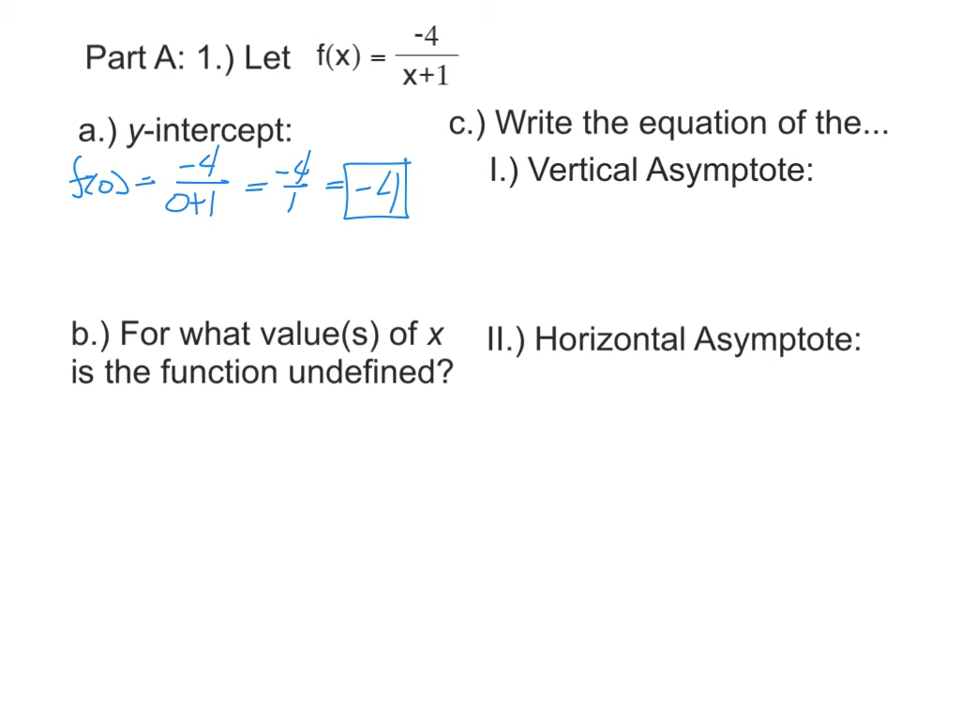 Part A: 1.) Let f(x) = -4/(x+1)
a.) y-intercept:
f(0) = -4/(0+1) = -4/1 = -4
b.) For what value(s) of x
is the function undefined?
c.) Write the equation of the...
I.) Vertical Asymptote:
II.) Horizontal Asymptote: